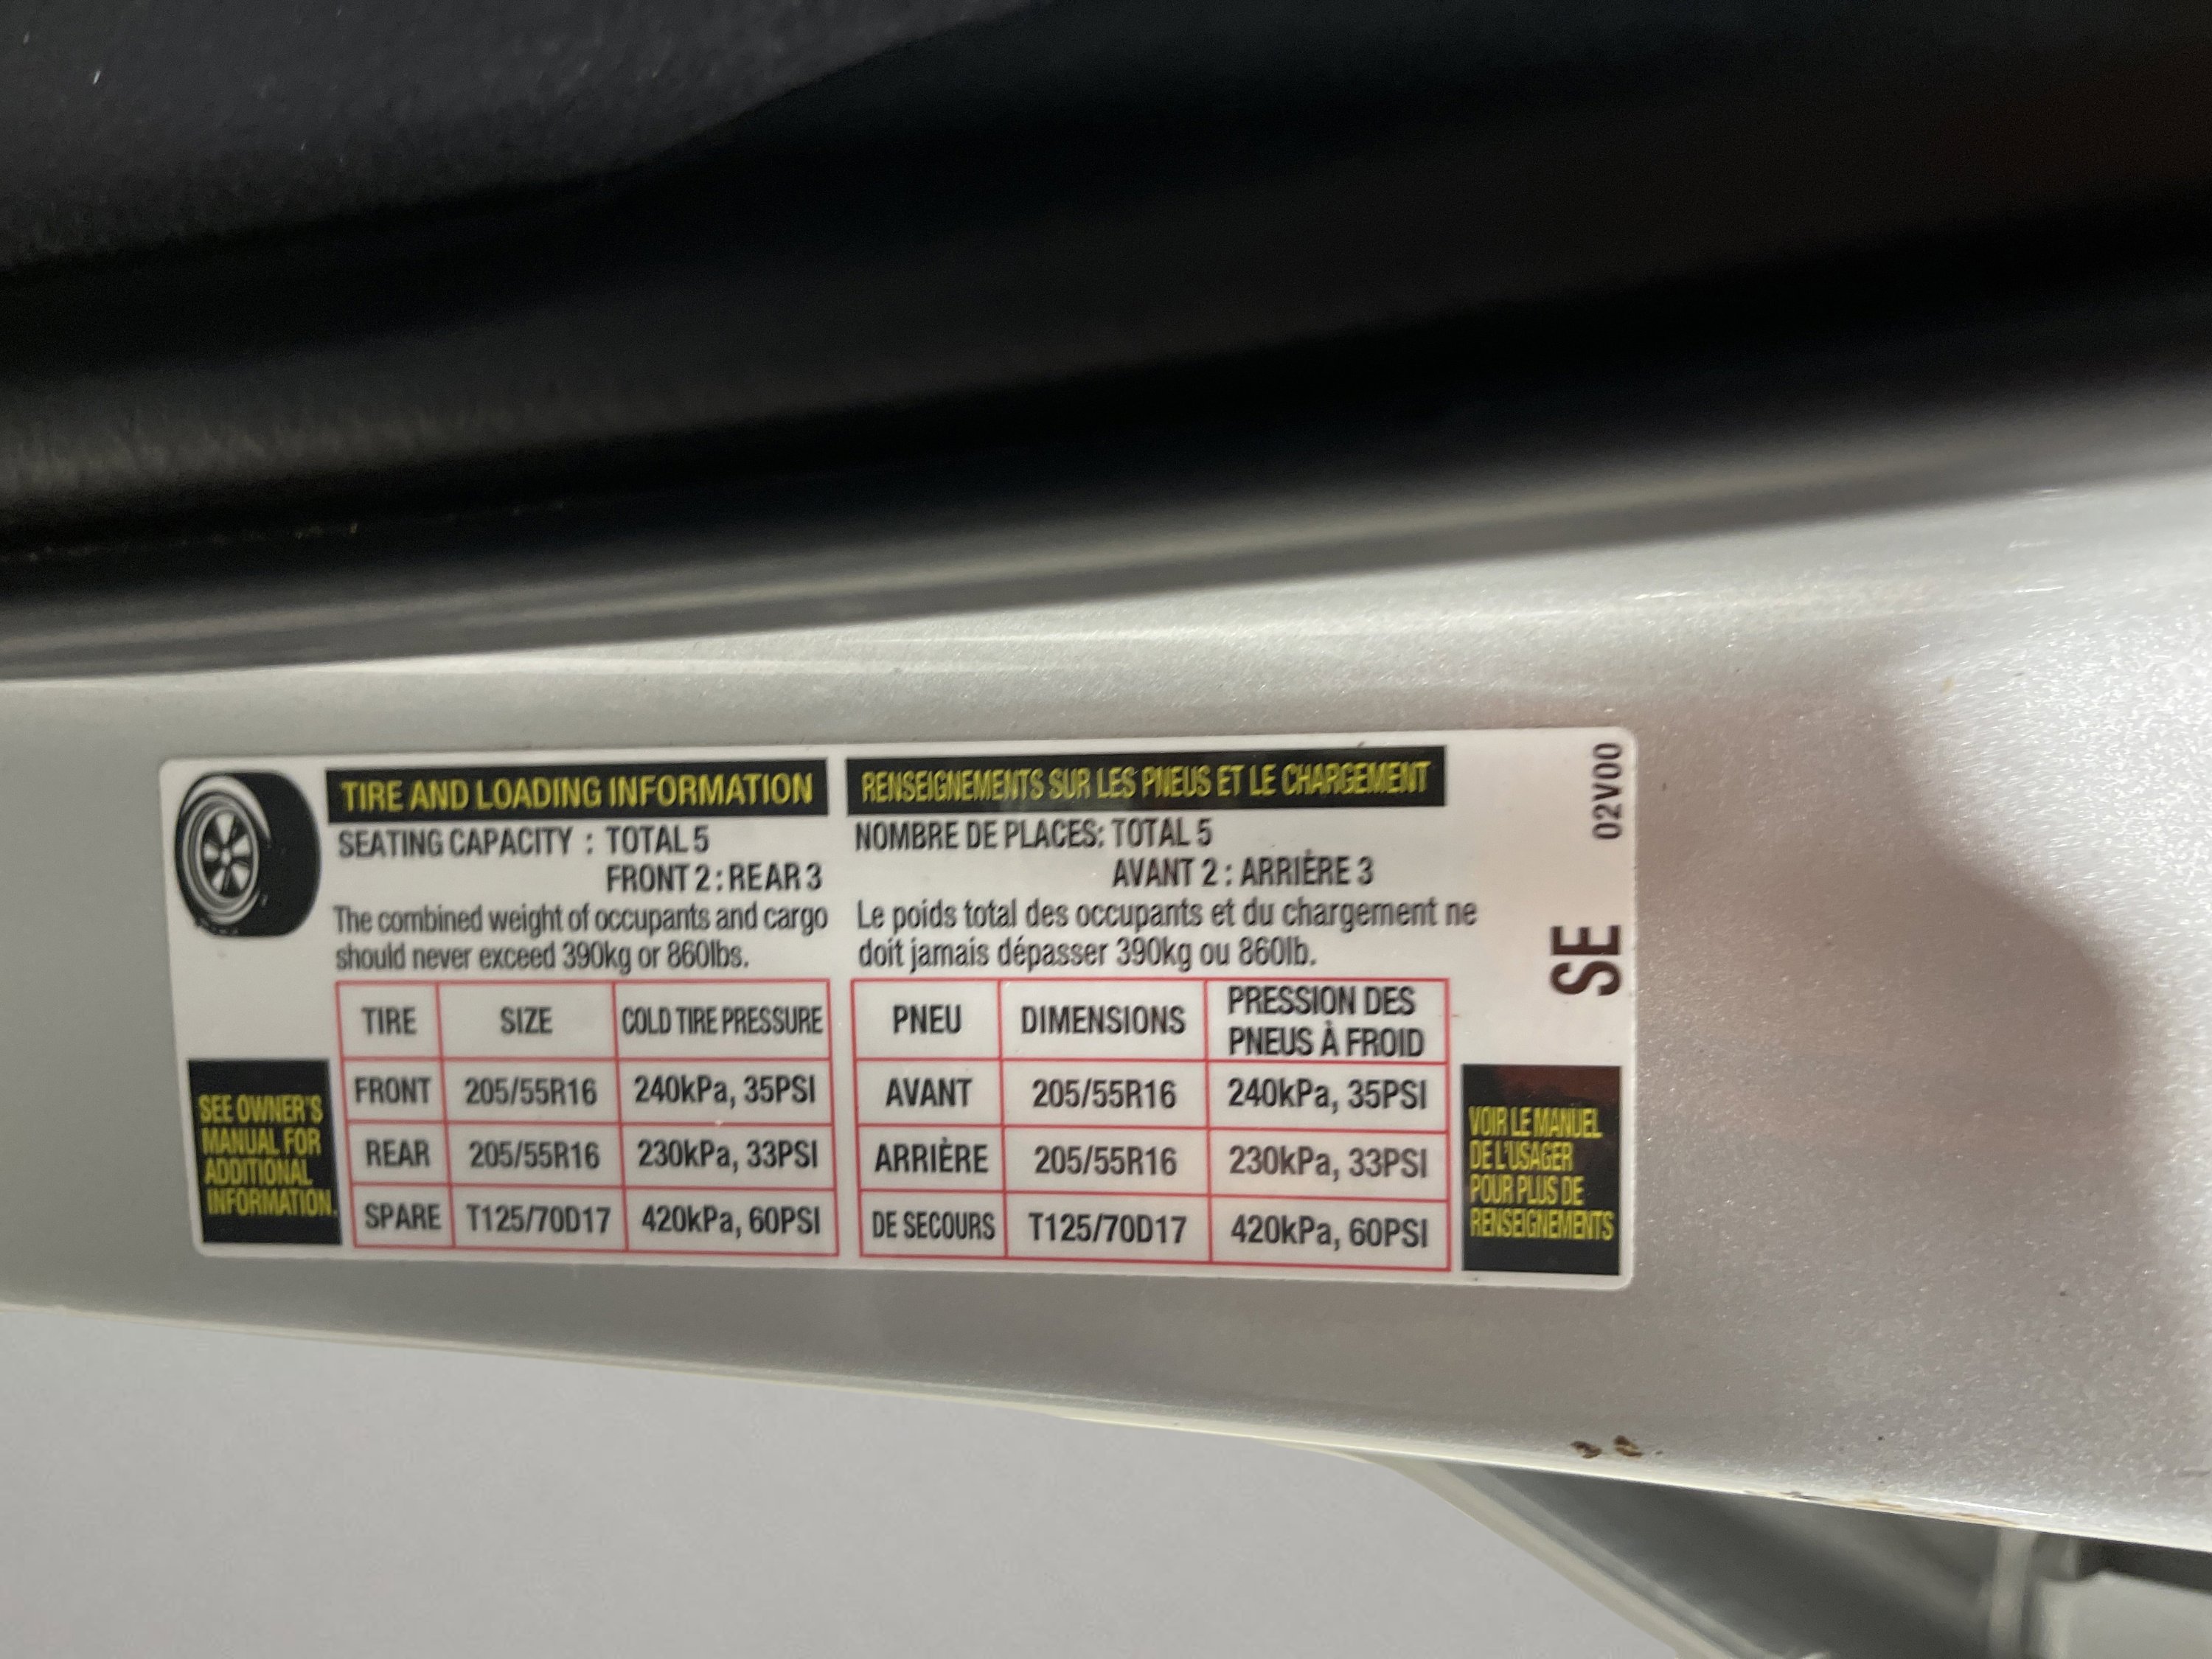 TIRE AND LOADING INFORMATION
SEATING CAPACITY : TOTAL 5
FRONT 2 : REAR 3
The combined weight of occupants and cargo
should never exceed 390kg or 860lbs.
TIRE SIZE COLD TIRE PRESSURE
FRONT 205/55R16 240kPa, 35PSI
REAR 205/55R16 230kPa, 33PSI
SPARE T125/70D17 420kPa, 60PSI
SEE OWNER'S
MANUAL FOR
ADDITIONAL
INFORMATION.
RENSEIGNEMENTS SUR LES PNEUS ET LE CHARGEMENT
NOMBRE DE PLACES: TOTAL 5
AVANT 2 : ARRIÈRE 3
Le poids total des occupants et du chargement ne
doit jamais dépasser 390kg ou 860lb.
PNEU DIMENSIONS PRESSION DES
PNEUS À FROID
AVANT 205/55R16 240kPa, 35PSI
ARRIÈRE 205/55R16 230kPa, 33PSI
DE SECOURS T125/70D17 420kPa, 60PSI
VOIR LE MANUEL
DE L'USAGER
POUR PLUS DE
RENSEIGNEMENTS
SE
02V00